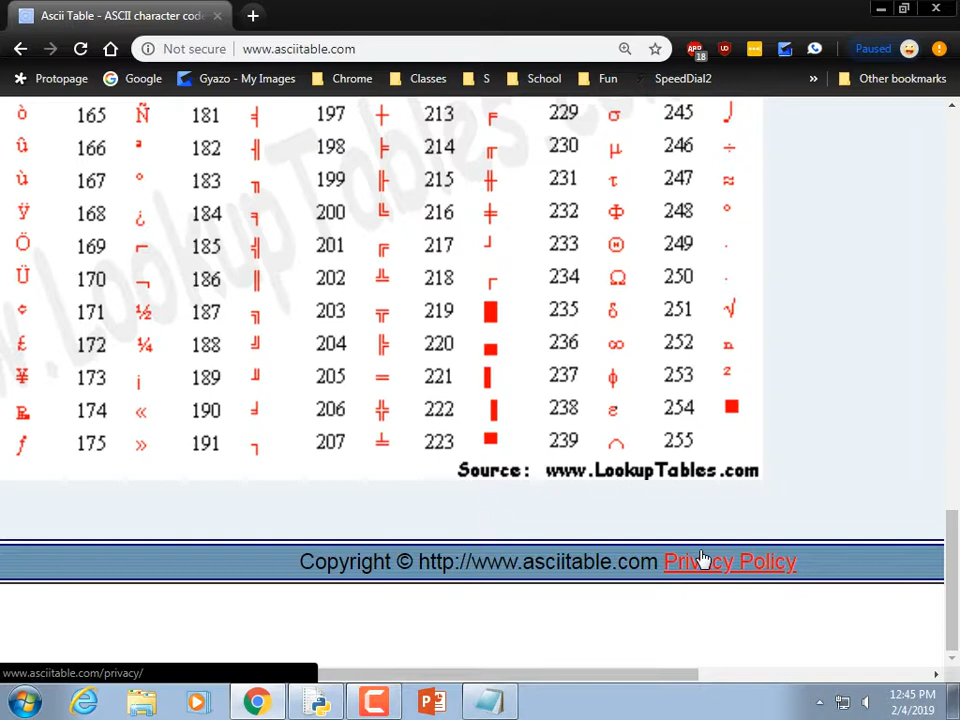 Ascii Table - ASCII character code
Not secure | www.asciitable.com
ABP 18
Paused
Protopage Google Gyazo - My Images Chrome Classes S School Fun SpeedDial2 » Other bookmarks
ò 165 Ñ 181 ╡ 197 ┼ 213 ╒ 229 σ 245 ⌡
û 166 ª 182 ╢ 198 ╞ 214 ╓ 230 µ 246 ÷
ù 167 º 183 ╖ 199 ╟ 215 ╫ 231 τ 247 ≈
ÿ 168 ¿ 184 ╕ 200 ╚ 216 ╪ 232 Φ 248 °
Ö 169 ⌐ 185 ╣ 201 ╔ 217 ┘ 233 Θ 249 ∙
Ü 170 ¬ 186 ║ 202 ╩ 218 ┌ 234 Ω 250 ·
¢ 171 ½ 187 ╗ 203 ╦ 219 █ 235 δ 251 √
£ 172 ¼ 188 ╝ 204 ╠ 220 ▄ 236 ∞ 252 ⁿ
¥ 173 ¡ 189 ╜ 205 ═ 221 ▌ 237 φ 253 ²
₧ 174 « 190 ╛ 206 ╬ 222 ▐ 238 ε 254 ■
ƒ 175 » 191 ┐ 207 ╧ 223 ▀ 239 ∩ 255
Source: www.LookupTables.com
Copyright © http://www.asciitable.com Privacy Policy
www.asciitable.com/privacy/
12:45 PM
2/4/2019